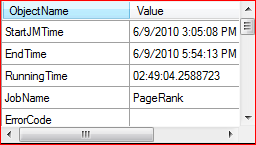 ObjectName Value
StartJMTime 6/9/2010 3:05:08 PM
EndTime 6/9/2010 5:54:13 PM
RunningTime 02:49:04.2588723
JobName PageRank
ErrorCode